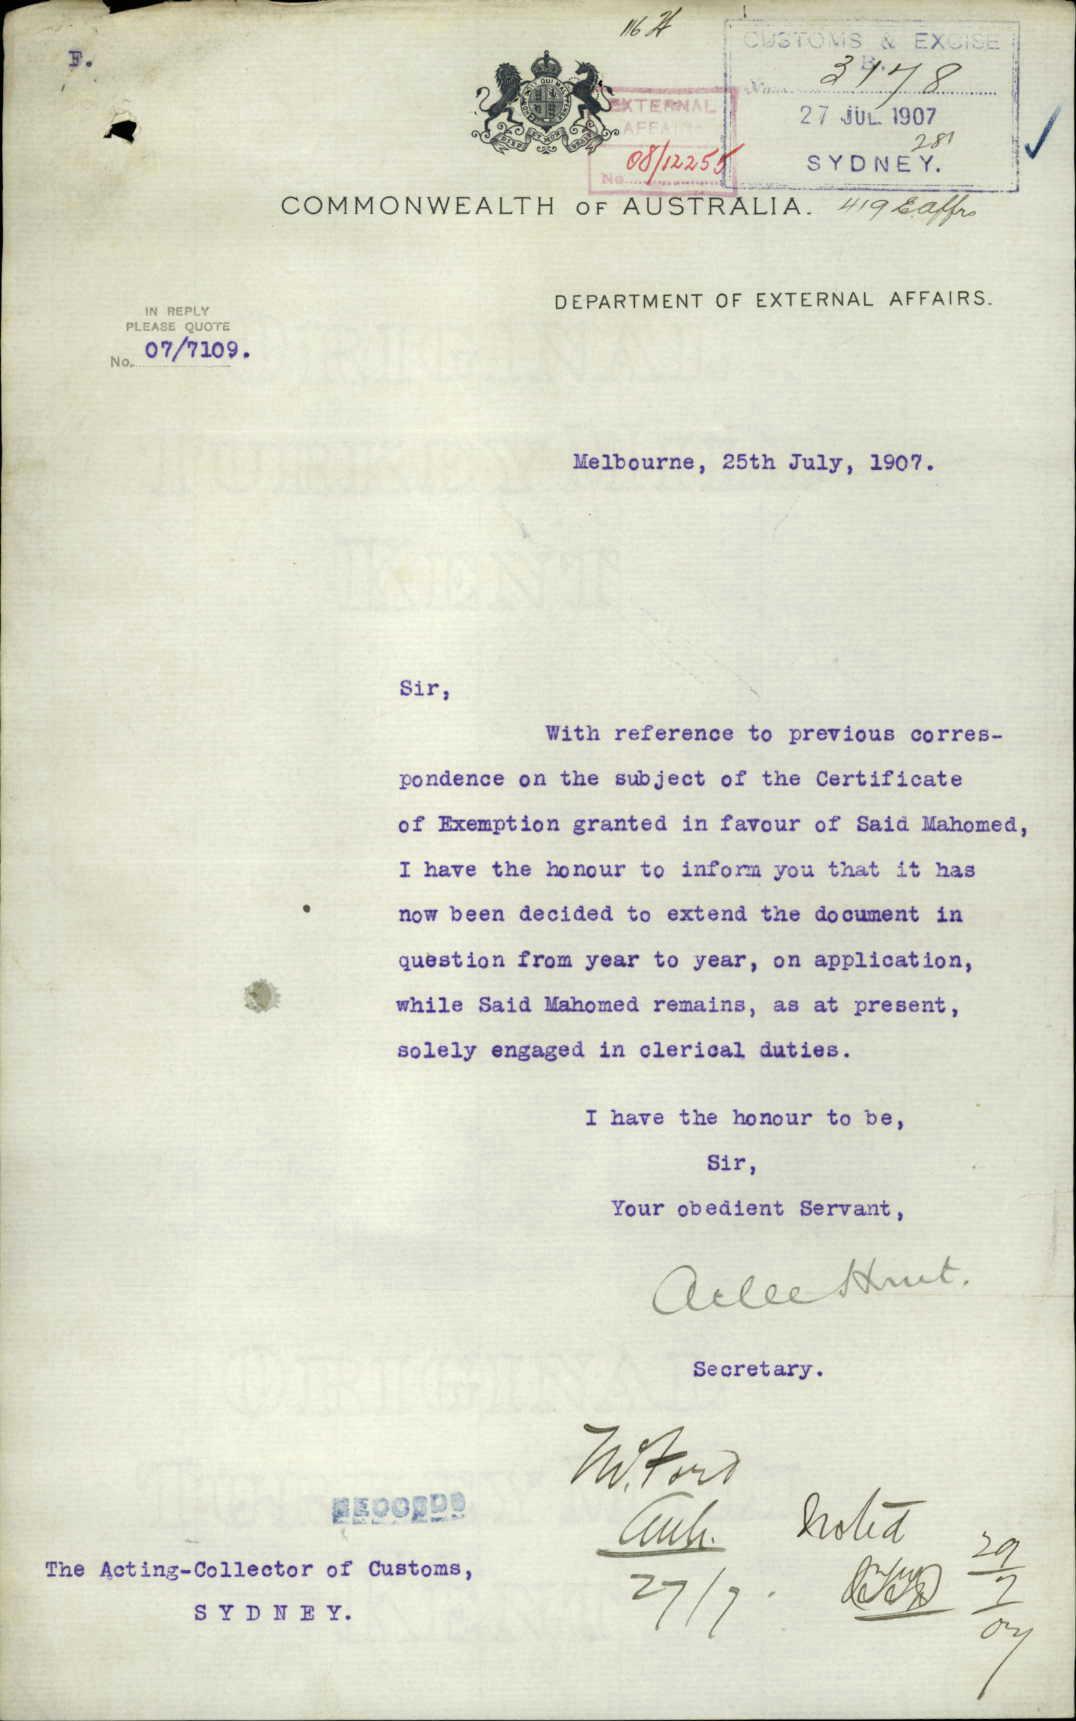 F.
CUSTOMS & EXCISE
B.
3178
27 JUL 1907
281
SYDNEY.
EXTERNAL
AFFAIRS
No. 08/12255
COMMONWEALTH OF AUSTRALIA.
419 E affrs
DEPARTMENT OF EXTERNAL AFFAIRS.
IN REPLY
PLEASE QUOTE
No. 07/7109.
Melbourne, 25th July, 1907.
Sir,
With reference to previous corres-
pondence on the subject of the Certificate
of Exemption granted in favour of Said Mahomed,
I have the honour to inform you that it has
now been decided to extend the document in
question from year to year, on application,
while Said Mahomed remains, as at present,
solely engaged in clerical duties.
I have the honour to be,
Sir,
Your obedient Servant,
Atlee Hunt.
Secretary.
RECORDS
27/7.
Noted
29
7
07
The Acting-Collector of Customs,
SYDNEY.